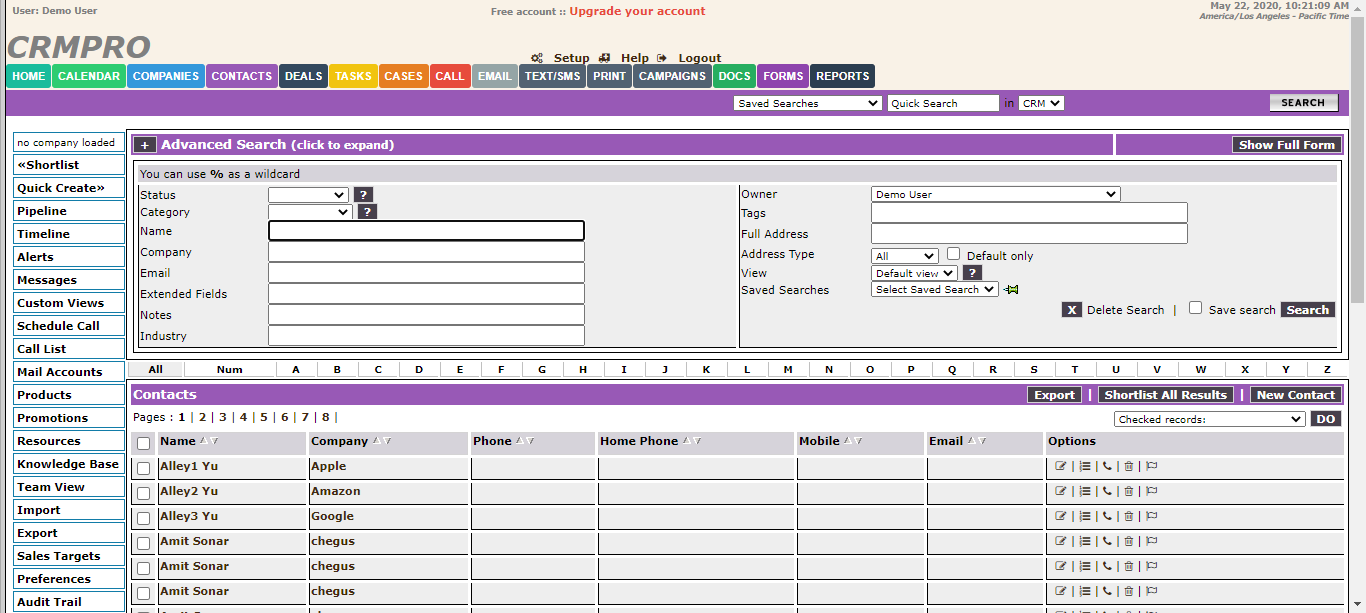 User: Demo User
Free account :: Upgrade your account
May 22, 2020, 10:21:09 AM
America/Los Angeles - Pacific Time
CRMPRO
Setup Help Logout
HOME CALENDAR COMPANIES CONTACTS DEALS TASKS CASES CALL EMAIL TEXT/SMS PRINT CAMPAIGNS DOCS FORMS REPORTS
Saved Searches Quick Search in CRM SEARCH
no company loaded
«Shortlist
Quick Create»
Pipeline
Timeline
Alerts
Messages
Custom Views
Schedule Call
Call List
Mail Accounts
Products
Promotions
Resources
Knowledge Base
Team View
Import
Export
Sales Targets
Preferences
Audit Trail
+ Advanced Search (click to expand) Show Full Form
You can use % as a wildcard
Status ?
Category ?
Name
Company
Email
Extended Fields
Notes
Industry
Owner Demo User
Tags
Full Address
Address Type All Default only
View Default view ?
Saved Searches Select Saved Search
X Delete Search | Save search Search
All Num A B C D E F G H I J K L M N O P Q R S T U V W X Y Z
Contacts Export | Shortlist All Results | New Contact
Pages : 1 | 2 | 3 | 4 | 5 | 6 | 7 | 8 |
Checked records: DO
Name Company Phone Home Phone Mobile Email Options
Alley1 Yu Apple | | | |
Alley2 Yu Amazon | | | |
Alley3 Yu Google | | | |
Amit Sonar chegus | | | |
Amit Sonar chegus | | | |
Amit Sonar chegus | | | |